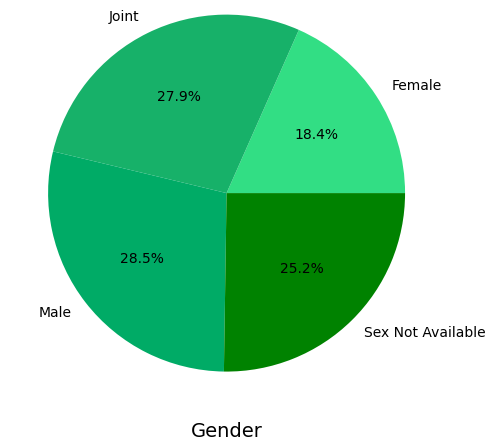 Joint
Female
27.9%
18.4%
28.5%
25.2%
Male
Sex Not Available
Gender